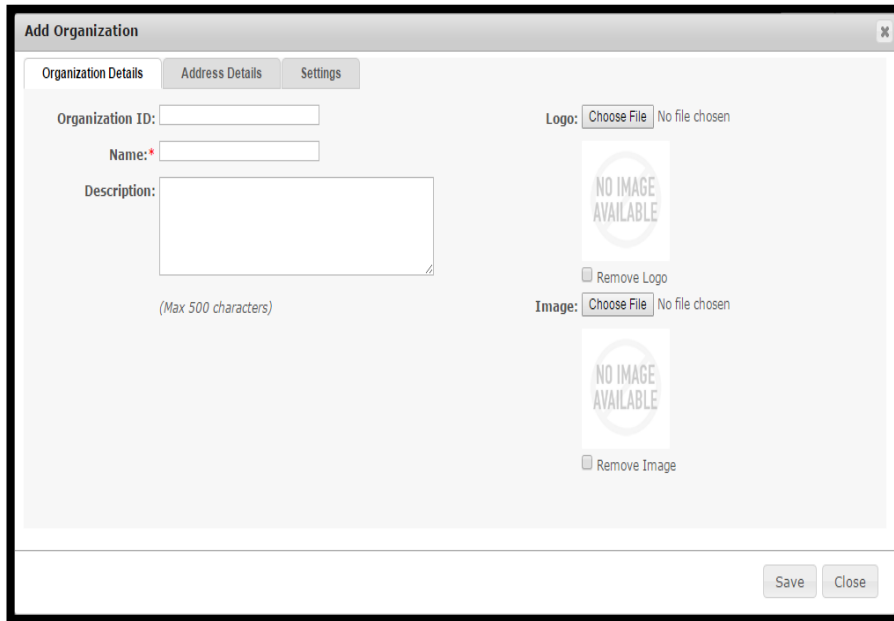 Add Organization
Organization Details Address Details Settings
Organization ID:
Name:*
Description:
(Max 500 characters)
Logo: Choose File No file chosen
NO IMAGE
AVAILABLE
Remove Logo
Image: Choose File No file chosen
NO IMAGE
AVAILABLE
Remove Image
Save Close